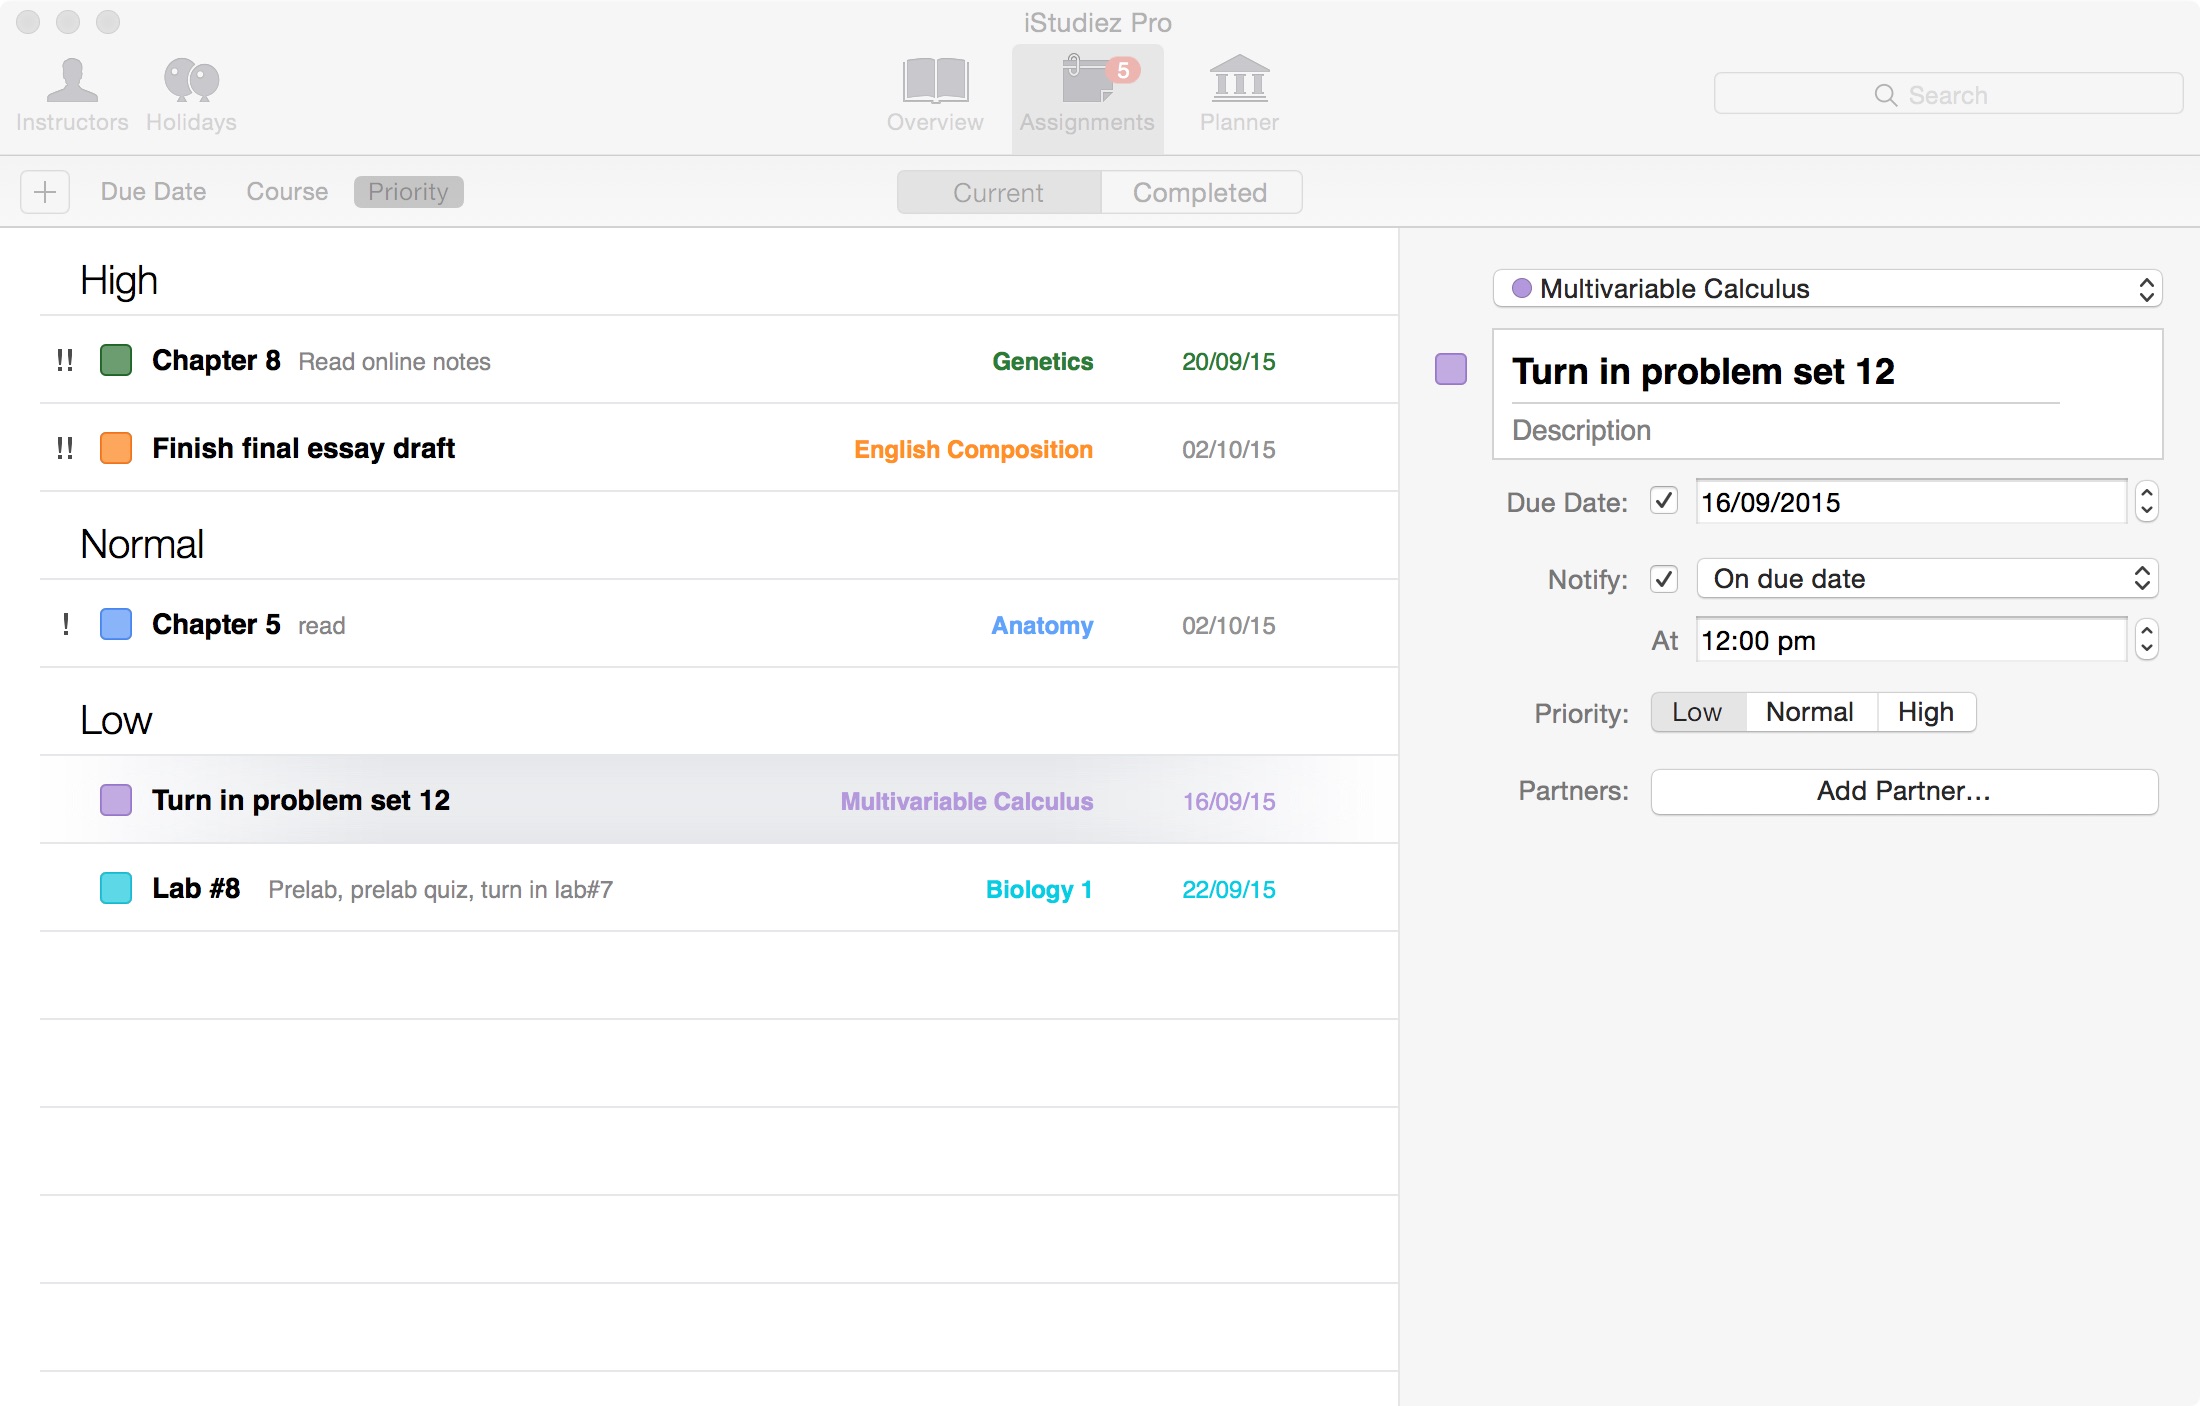 iStudiez Pro
Instructors
Holidays
Overview
5
Assignments
Planner
Search
Due Date
Course
Priority
Current
Completed
High
!! Chapter 8 Read online notes Genetics 20/09/15
!! Finish final essay draft English Composition 02/10/15
Normal
! Chapter 5 read Anatomy 02/10/15
Low
Turn in problem set 12 Multivariable Calculus 16/09/15
Lab #8 Prelab, prelab quiz, turn in lab#7 Biology 1 22/09/15
Multivariable Calculus
Turn in problem set 12
Description
Due Date: 16/09/2015
Notify: On due date
At 12:00 pm
Priority: Low Normal High
Partners: Add Partner...